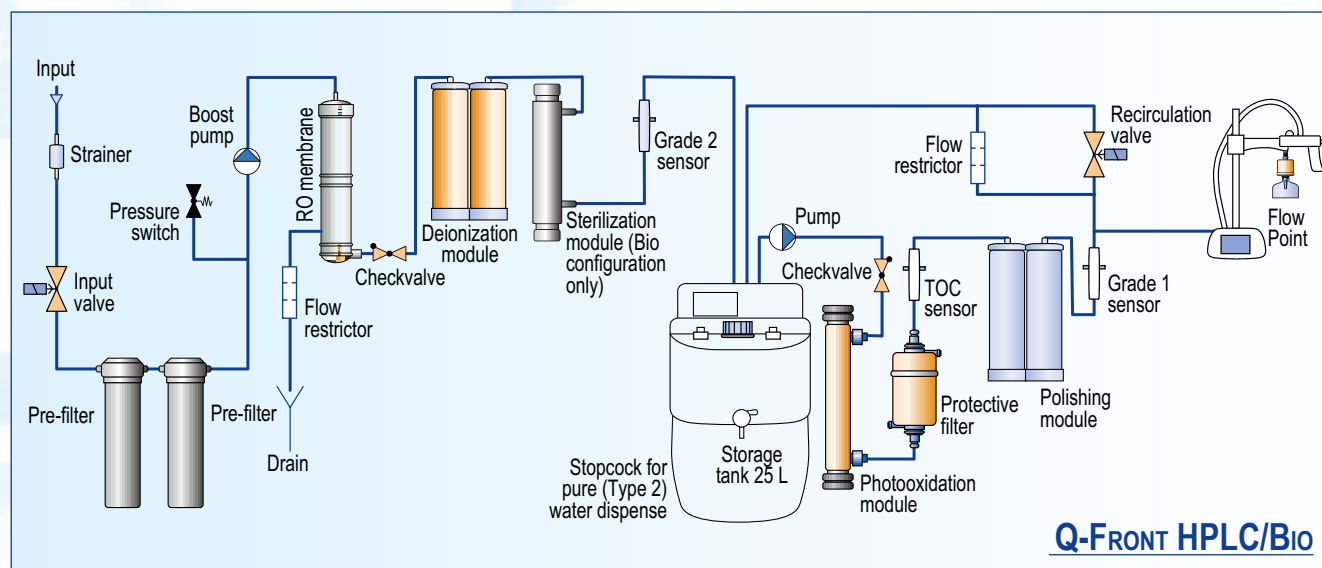 Input
Strainer
Boost
pump
Pressure
switch
Input
valve
Pre-filter
Pre-filter
RO membrane
Flow
restrictor
Drain
Checkvalve
Deionization
module
Sterilization
module (Bio
configuration
only)
Grade 2
sensor
Stopcock for
pure (Type 2)
water dispense
Storage
tank 25 L
Pump
Checkvalve
Photooxidation
module
TOC
sensor
Protective
filter
Polishing
module
Grade 1
sensor
Flow
restrictor
Recirculation
valve
Flow
Point
Q-FRONT HPLC/BIO